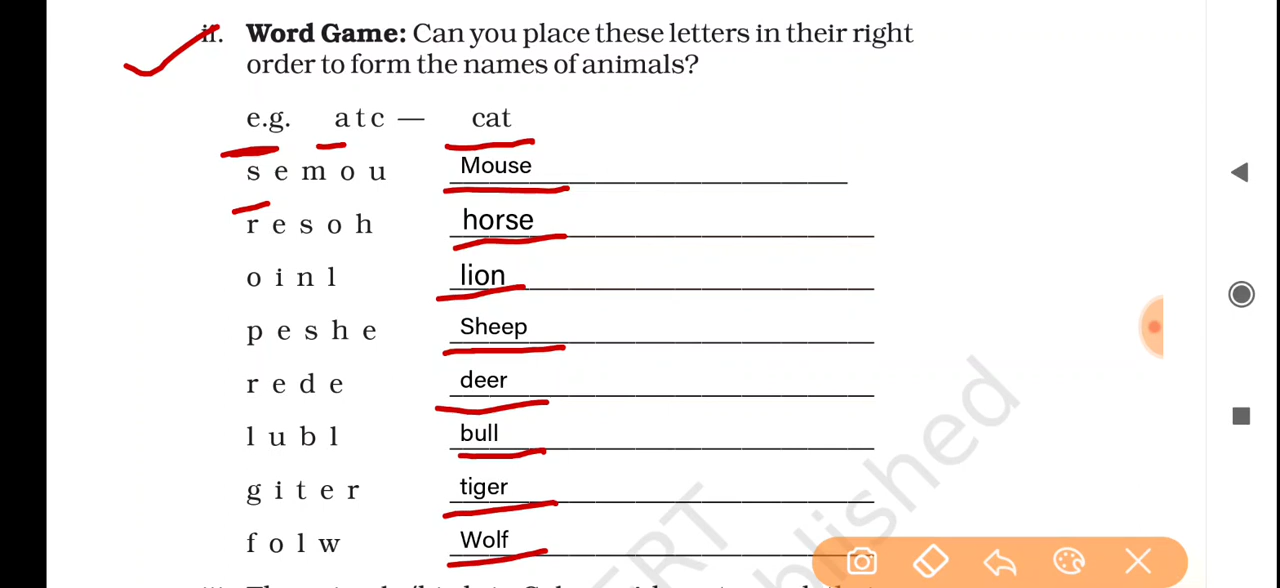 ii. Word Game: Can you place these letters in their right
order to form the names of animals?
e.g. a t c — cat
s e m o u Mouse
r e s o h horse
o i n l lion
p e s h e Sheep
r e d e deer
l u b l bull
g i t e r tiger
f o l w Wolf